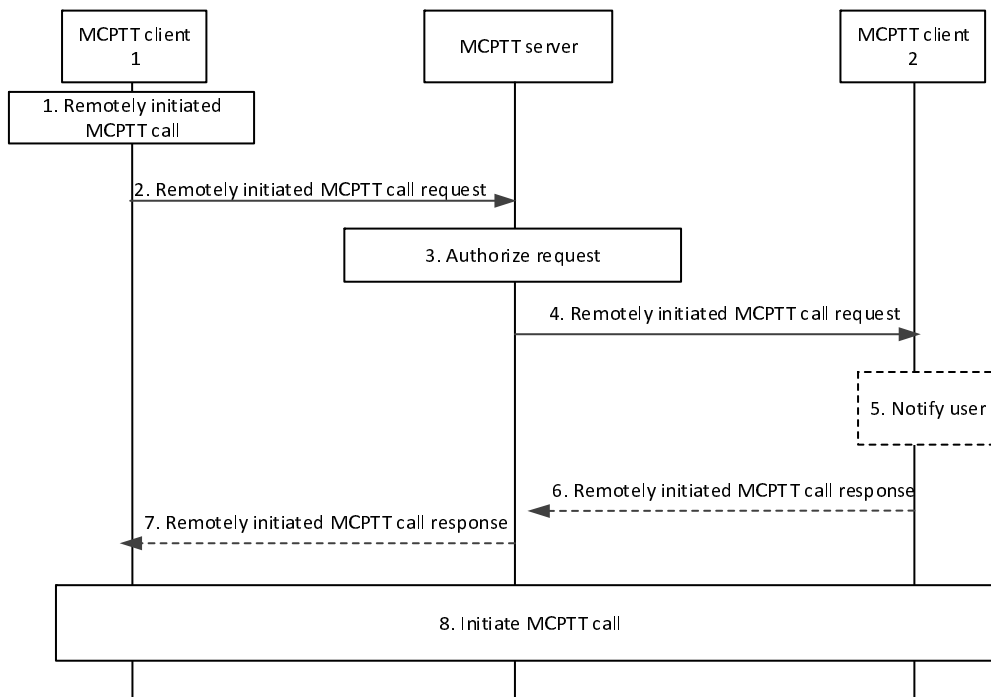 MCPTT client
1
MCPTT server
MCPTT client
2
1. Remotely initiated
MCPTT call
2. Remotely initiated MCPTT call request
3. Authorize request
4. Remotely initiated MCPTT call request
5. Notify user
6. Remotely initiated MCPTT call response
7. Remotely initiated MCPTT call response
8. Initiate MCPTT call